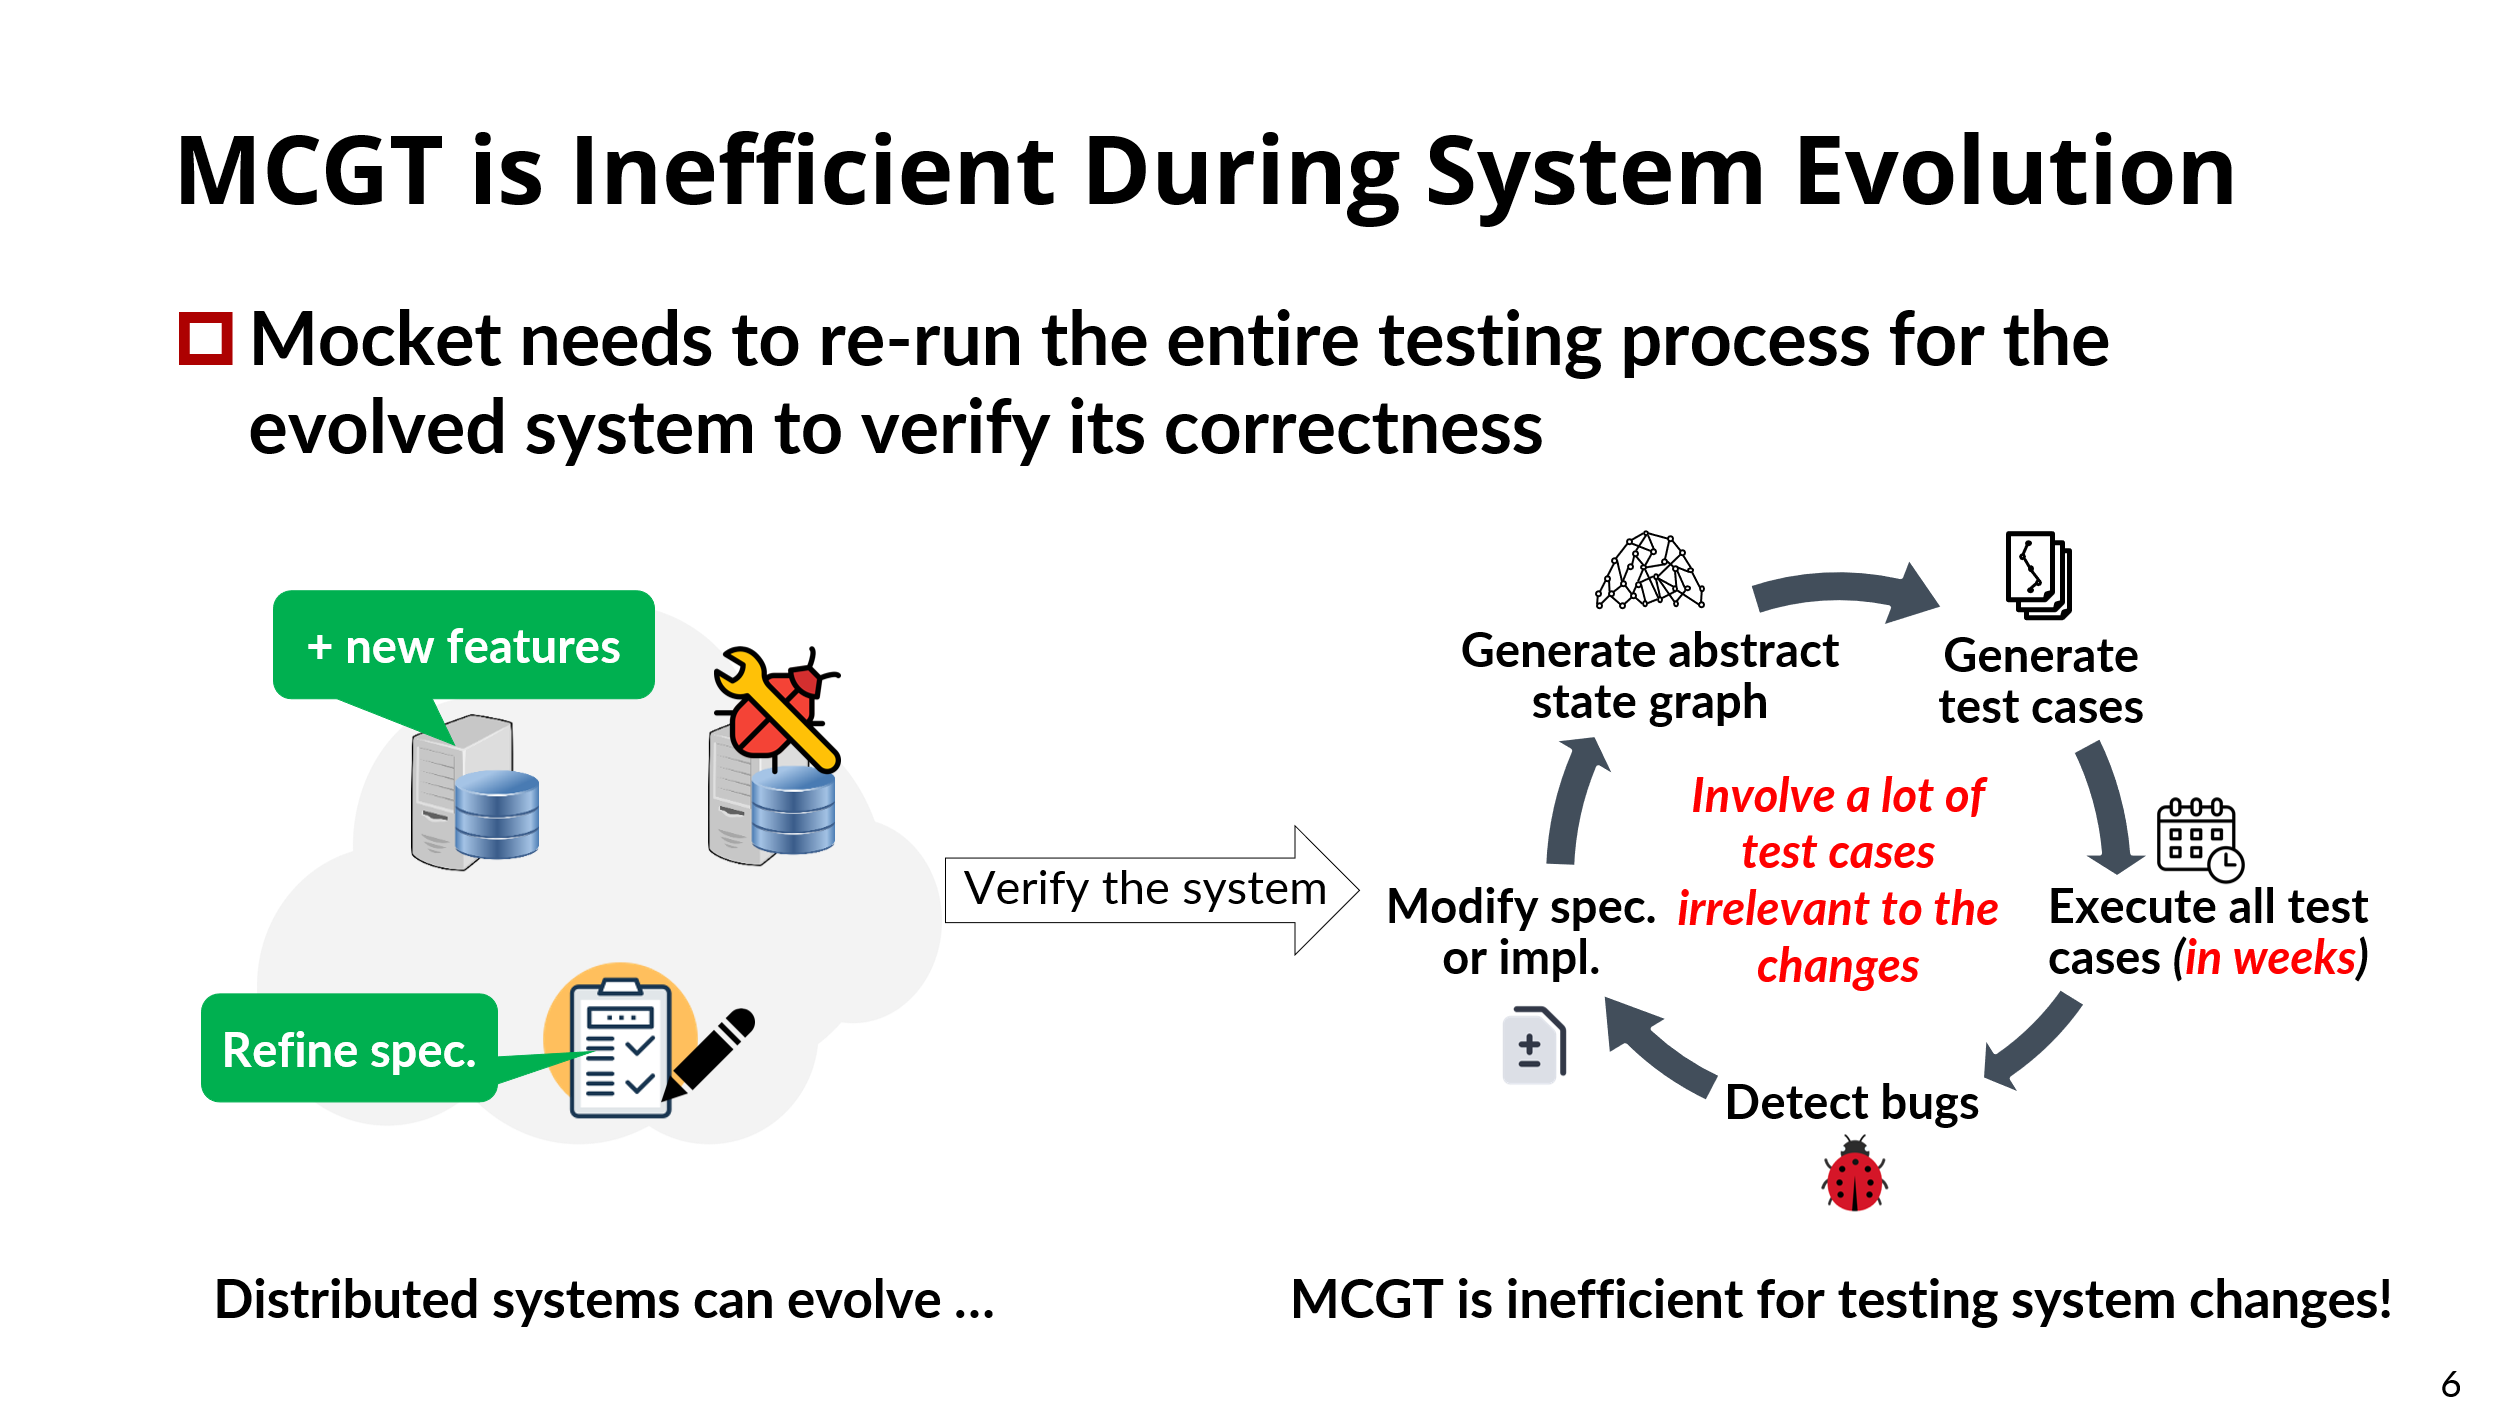 MCGT is Inefficient During System Evolution
Mocket needs to re-run the entire testing process for the
evolved system to verify its correctness
+ new features
Refine spec.
Distributed systems can evolve ...
Verify the system
Generate abstract
state graph
Generate
test cases
Execute all test
cases (in weeks)
Detect bugs
Modify spec.
or impl.
Involve a lot of
test cases
irrelevant to the
changes
MCGT is inefficient for testing system changes!
6